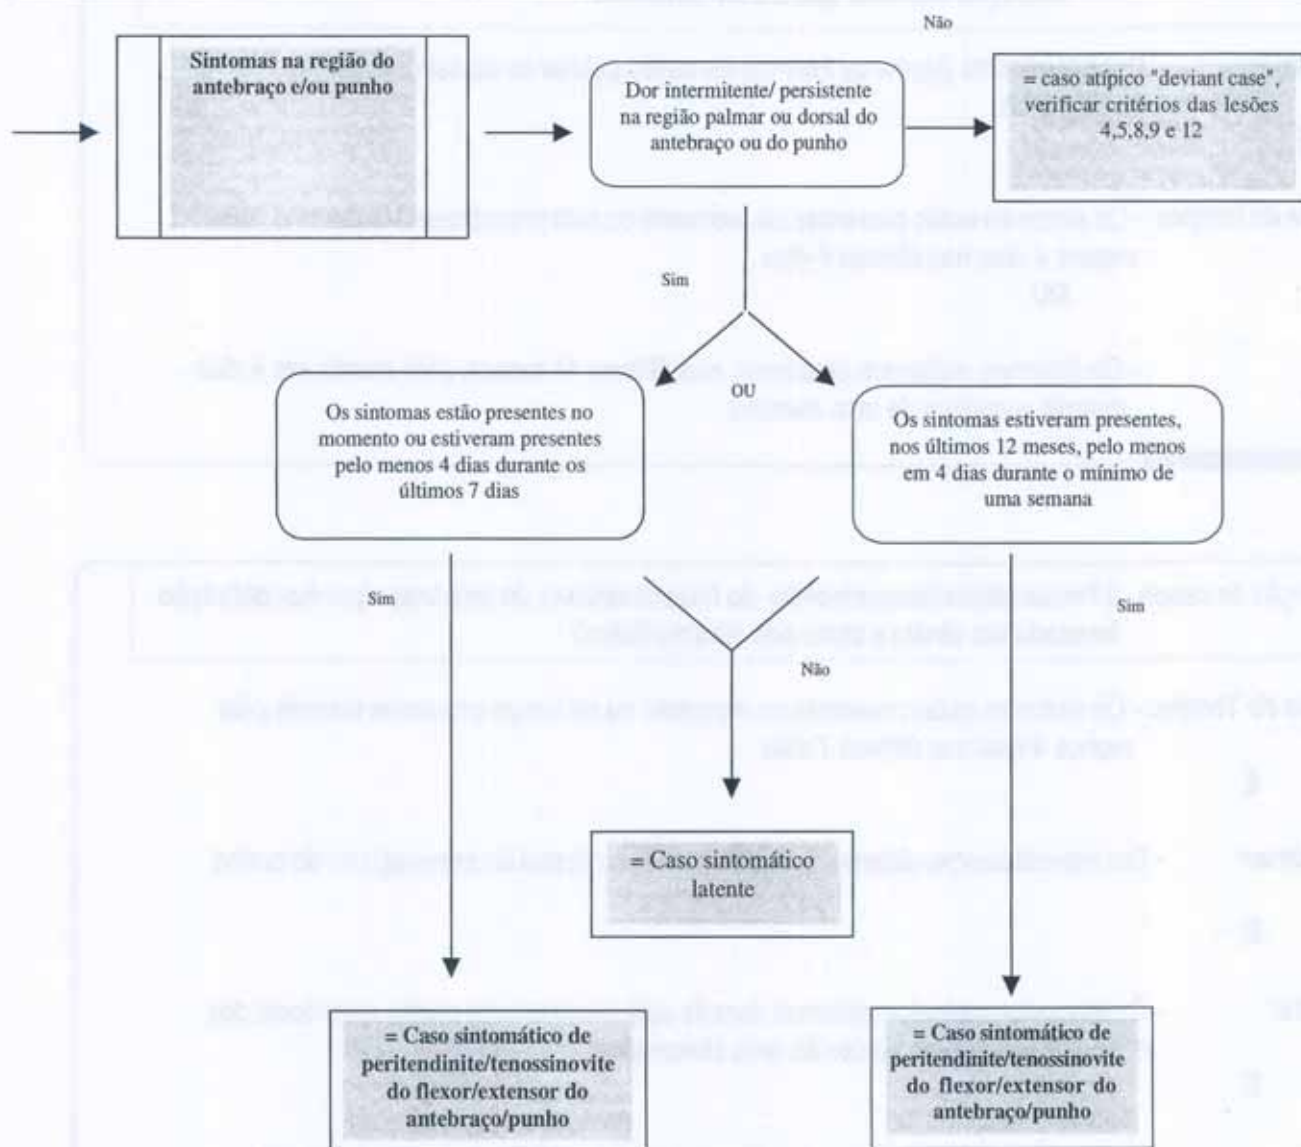 Não
Sintomas na região do
antebraço e/ou punho
Dor intermitente/ persistente
na região palmar ou dorsal do
antebraço ou do punho
= caso atípico "deviant case",
verificar critérios das lesões
4,5,8,9 e 12
Sim
OU
Os sintomas estão presentes no
momento ou estiveram presentes
pelo menos 4 dias durante os
últimos 7 dias
Os sintomas estiveram presentes,
nos últimos 12 meses, pelo menos
em 4 dias durante o mínimo de
uma semana
Sim
Sim
Não
= Caso sintomático
latente
= Caso sintomático de
peritendinite/tenossinovite
do flexor/extensor do
antebraço/punho
= Caso sintomático de
peritendinite/tenossinovite
do flexor/extensor do
antebraço/punho